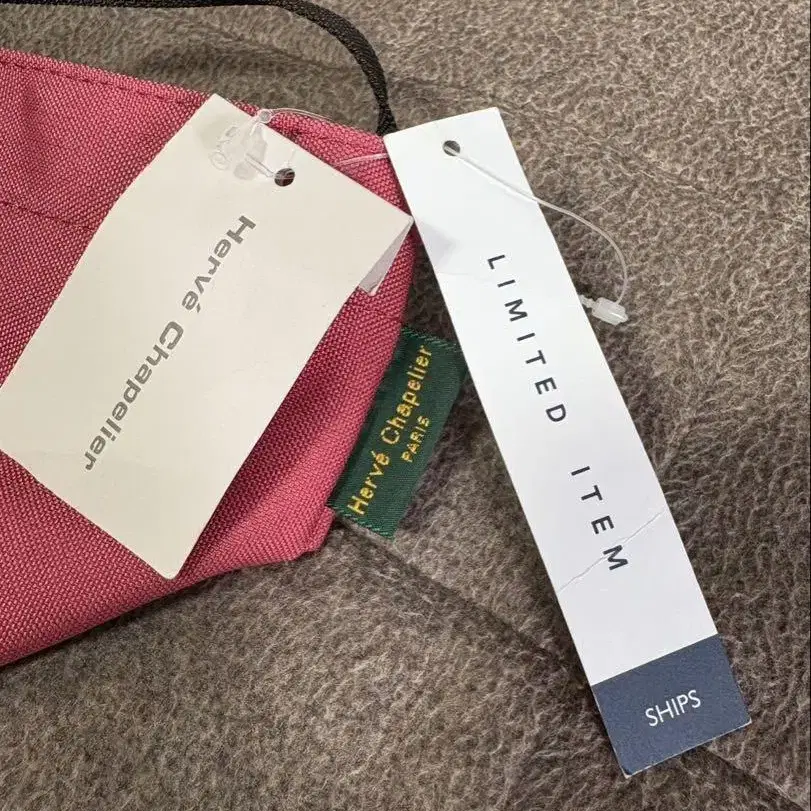 Hervé Chapelier
Hervé Chapelier
PARIS
LIMITED ITEM
SHIPS